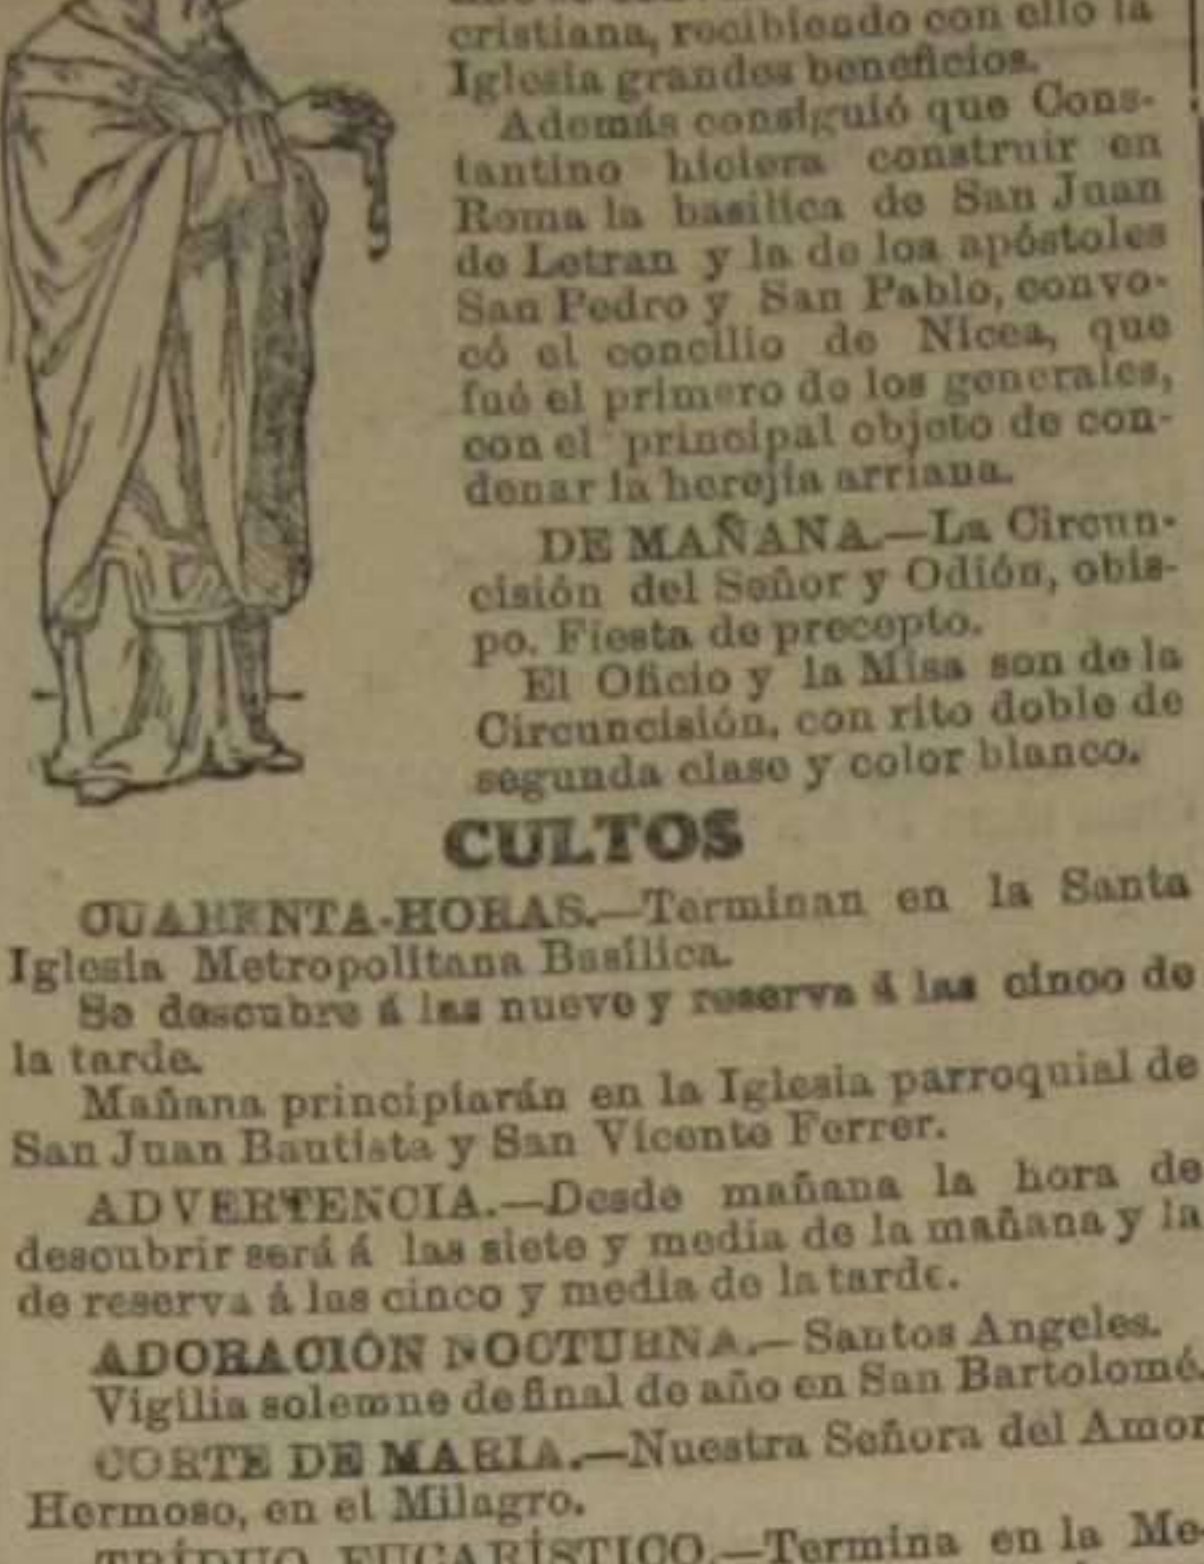 cristiana, recibiendo con ello la
Iglesia grandes beneficios.
Además consiguió que Cons-
tantino hiciera construir en
Roma la basílica de San Juan
de Letran y la de los apóstoles
San Pedro y San Pablo, convo-
có el concilio de Nicea, que
fué el primero de los generales,
con el principal objeto de con-
denar la herejía arriana.
DE MAÑANA.—La Circun-
cisión del Señor y Odión, obis-
po. Fiesta de precepto.
El Oficio y la Misa son de la
Circuncisión, con rito doble de
segunda clase y color blanco.
CULTOS
CUARENTA-HORAS.—Terminan en la Santa
Iglesia Metropolitana Basílica.
Se descubre á las nueve y reserva á las cinco de
la tarde.
Mañana principiarán en la Iglesia parroquial de
San Juan Bautista y San Vicente Ferrer.
ADVERTENCIA.—Desde mañana la hora de
descubrir será á las siete y media de la mañana y la
de reserva á las cinco y media de la tarde.
ADORACIÓN NOCTURNA.—Santos Angeles.
Vigilia solemne de final de año en San Bartolomé.
CORTE DE MARIA.—Nuestra Señora del Amor
Hermoso, en el Milagro.
TRÍDUO EUCARÍSTICO.—Termina en la Me-